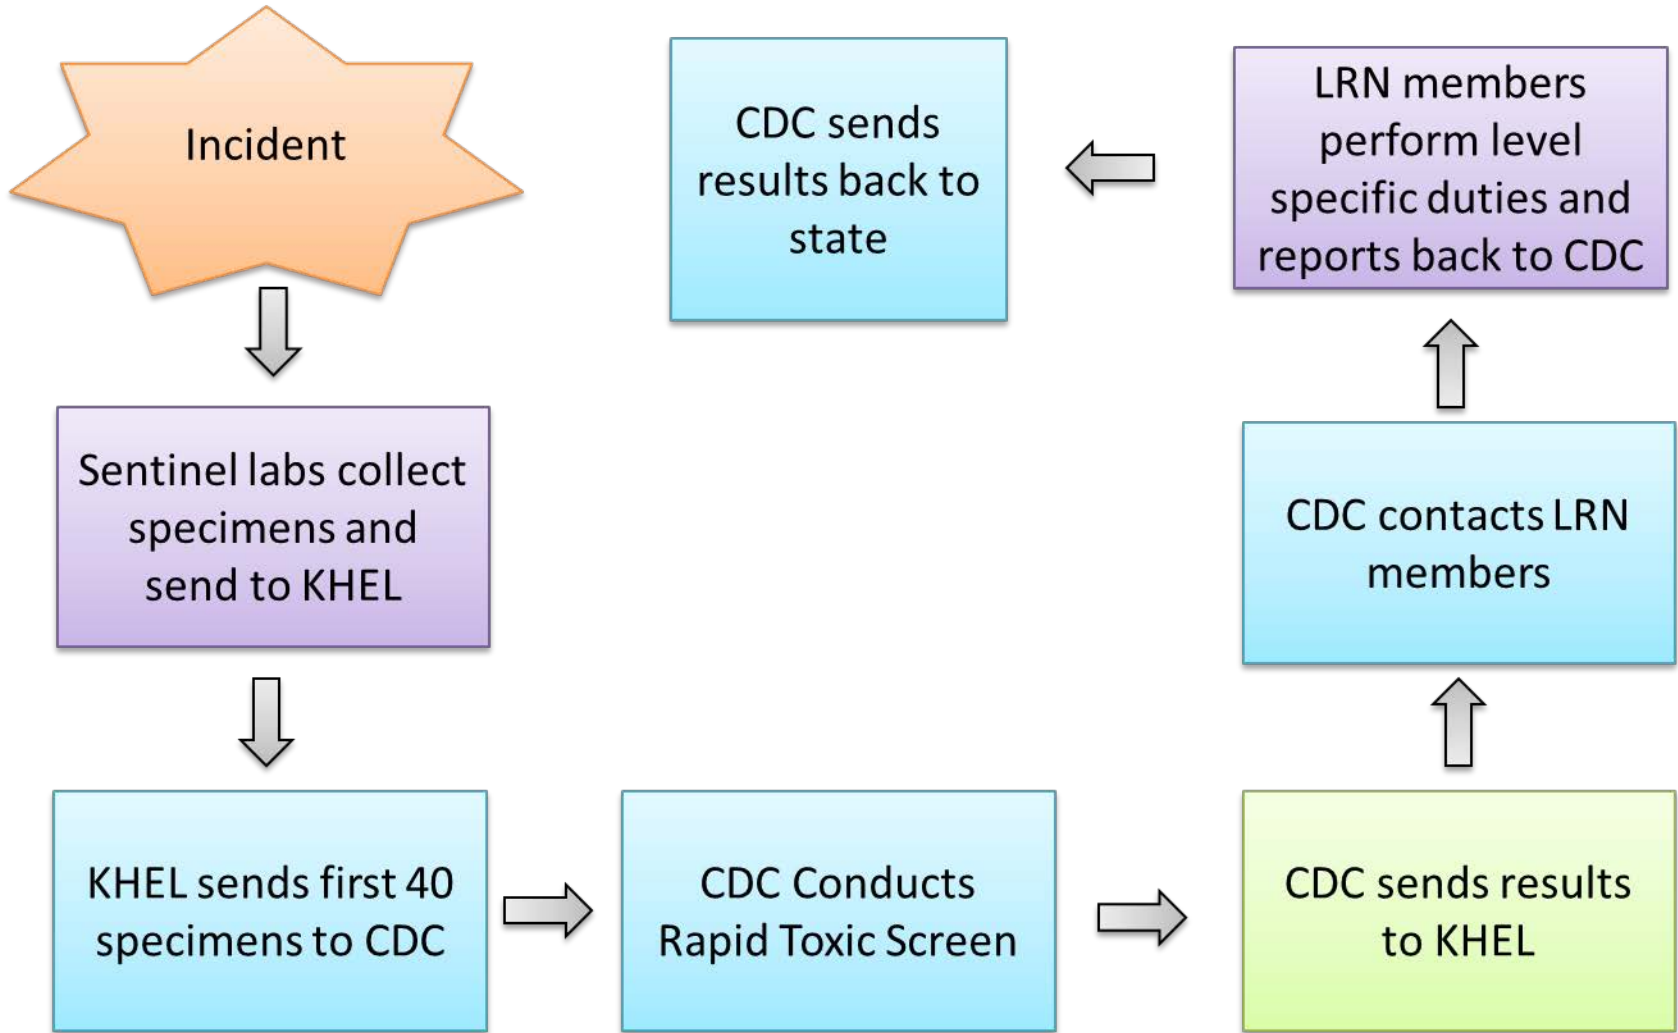 Incident
Sentinel labs collect
specimens and
send to KHEL
KHEL sends first 40
specimens to CDC
CDC Conducts
Rapid Toxic Screen
CDC sends results
to KHEL
CDC contacts LRN
members
LRN members
perform level
specific duties and
reports back to CDC
CDC sends
results back to
state